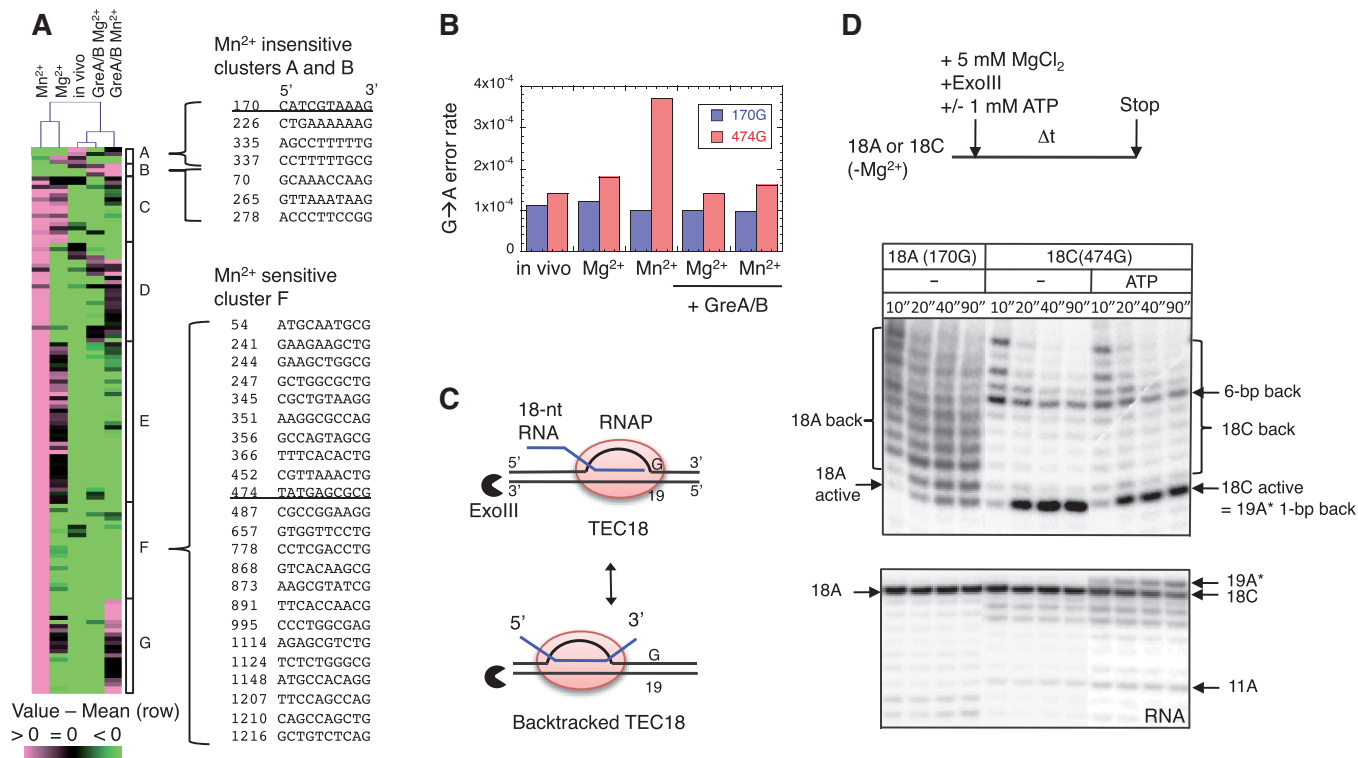 A
Mn2+
Mg2+
in vivo
GreA/B Mg2+
GreA/B Mn2+
A
B
C
D
E
F
G
Value – Mean (row)
> 0 = 0 < 0
Mn2+ insensitive
clusters A and B
5' 3'
170 CATCGTAAAG
226 CTGAAAAAAG
335 AGCCTTTTTG
337 CCTTTTTGCG
70 GCAAACCAAG
265 GTTAAATAAG
278 ACCCTTCCGG
Mn2+ sensitive
cluster F
54 ATGCAATGCG
241 GAAGAAGCTG
244 GAAGCTGGCG
247 GCTGGCGCTG
345 CGCTGTAAGG
351 AAGGCGCCAG
356 GCCAGTAGCG
366 TTTCACACTG
452 CGTTAAACTG
474 TATGAGCGCG
487 CGCCGGAAGG
657 GTGGTTCCTG
778 CCTCGACCTG
868 GTCACAAGCG
873 AAGCGTATCG
891 TTCACCAACG
995 CCCTGGCGAG
1114 AGAGCGTCTG
1124 TCTCTGGGCG
1148 ATGCCACAGG
1207 TTCCAGCCAG
1210 CAGCCAGCTG
1216 GCTGTCTCAG
B
G→A error rate
4x10-4
3x10-4
2x10-4
1x10-4
0
170G
474G
in vivo Mg2+ Mn2+ Mg2+ Mn2+
+ GreA/B
C
18-nt
RNA
RNAP
5' G 3'
3' 19 5'
ExoIII
TEC18
5' 3'
G
19
Backtracked TEC18
D
+ 5 mM MgCl2
+ExoIII
+/- 1 mM ATP
Stop
Δt
18A or 18C
(-Mg2+)
18A (170G) 18C(474G)
– – ATP
10”20”40”90” 10”20”40”90” 10”20”40”90”
18A back
18A
active
6-bp back
18C back
18C active
= 19A* 1-bp back
18A
19A*
18C
11A
RNA